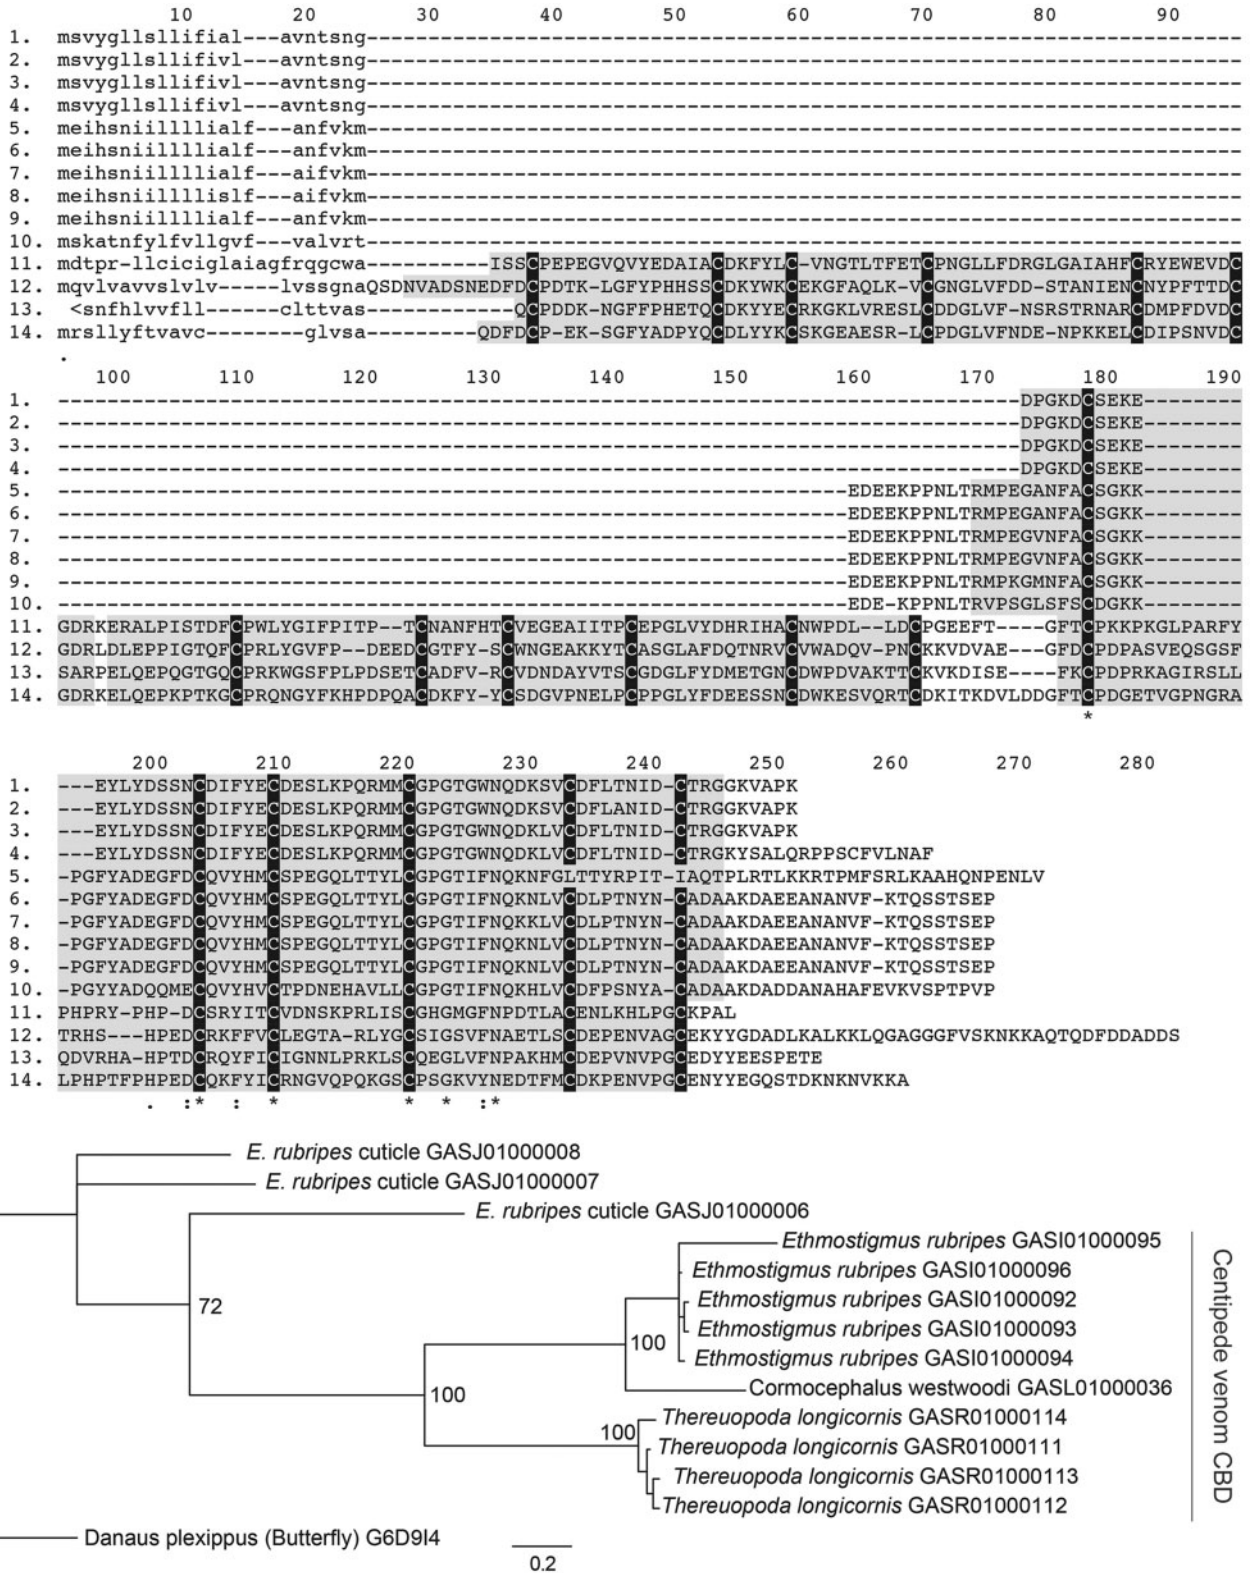 10 20 30 40 50 60 70 80 90
1. msvygllsllifial---avntsng-----------------------------------------------------------------------
2. msvygllsllifivl---avntsng-----------------------------------------------------------------------
3. msvygllsllifivl---avntsng-----------------------------------------------------------------------
4. msvygllsllifivl---avntsng-----------------------------------------------------------------------
5. meihsniilllllialf---anfvkm-----------------------------------------------------------------------
6. meihsniilllllialf---anfvkm-----------------------------------------------------------------------
7. meihsniilllllialf---aifvkm-----------------------------------------------------------------------
8. meihsniilllllislf---aifvkm-----------------------------------------------------------------------
9. meihsniilllllialf---anfvkm-----------------------------------------------------------------------
10. mskatnfylfvllgvf---valvrt-----------------------------------------------------------------------
11. mdtpr-llciciglaiagfrqgcwa----------ISSCPEPEGVQVYEDAIACDKFYLC-VNGTLTFETCPNGLLFDRGLGAIAHFCRYEWEVDC
12. mqvlvavvslvlv-----lvssgnaQSDNVADSNEDFDCPDTK-LGFYPHHSSCDKYWKCEKGFAQLK-VCGNGLVFDD-STANIENCNYPFTTDC
13. <snfhlvvfll------clttvas------------QCPDDK-NGFFPHETQCDKYYECRKGKLVRESLCDDGLVF-NSRSTRNARCDMPFDVDC
14. mrsllyftvavc--------glvsa---------QDFDCP-EK-SGFYADPYQCDLYYKCSKGEAESR-LCPDGLVFNDE-NPKKELCDIPSNVDC
.
100 110 120 130 140 150 160 170 180 190
1. ------------------------------------------------------------------------------DPGKDCSEKE--------
2. ------------------------------------------------------------------------------DPGKDCSEKE--------
3. ------------------------------------------------------------------------------DPGKDCSEKE--------
4. ------------------------------------------------------------------------------DPGKDCSEKE--------
5. ----------------------------------------------------------------EDEEKPPNLTRMPEGANFACSGKK--------
6. ----------------------------------------------------------------EDEEKPPNLTRMPEGANFACSGKK--------
7. ----------------------------------------------------------------EDEEKPPNLTRMPEGVNFACSGKK--------
8. ----------------------------------------------------------------EDEEKPPNLTRMPEGVNFACSGKK--------
9. ----------------------------------------------------------------EDEEKPPNLTRMPKGMNFACSGKK--------
10. ----------------------------------------------------------------EDE-KPPNLTRVPSGLSFSCDGKK--------
11. GDRKERALPISTDFCPWLYGIFPITP--TCNANFHTCVEGEAIITPCEPGLVYDHRIHACNWPDL--LDCPGEEFT----GFTCPKKPKGLPARFY
12. GDRLDLEPPIGTQFCPRLYGVFP--DEEDCGTFY-SCWNGEAKKYTCASGLAFDQTNRVCVWADQV-PNCKKVDVAE---GFDCPDPASVEQSGSF
13. SARPELQEPQGTGQCPRKWGSFPLPDSETCADFV-RCVDNDAYVTSCGDGLFYDMETGNCDWPDVAKTTCKVKDISE----FKCPDPRKAGIRSLL
14. GDRKELQEPKPTKGCPRQNGYFKHPDPQACDKFY-YCSDGVPNELPCPPGLYFDEESSNCDWKESVQRTCDKITKDVLDDGFTCPDGETVGPNGRA
*
200 210 220 230 240 250 260 270 280
1. ---EYLYDSSNCDIFYECDESLKPQRMMCGPGTGWNQDKSVCDFLTNID-CTRGGKVAPK
2. ---EYLYDSSNCDIFYECDESLKPQRMMCGPGTGWNQDKSVCDFLANID-CTRGGKVAPK
3. ---EYLYDSSNCDIFYECDESLKPQRMMCGPGTGWNQDKLVCDFLTNID-CTRGGKVAPK
4. ---EYLYDSSNCDIFYECDESLKPQRMMCGPGTGWNQDKLVCDFLTNID-CTRGKYSALQRPPSCFVLNAF
5. -PGFYADEGFDCQVYHMCSPEGQLTTYLCGPGTIFNQKNFGLTTYRPIT-IAQTPLRTLKKRTPMFSRLKAAHQNPENLV
6. -PGFYADEGFDCQVYHMCSPEGQLTTYLCGPGTIFNQKNLVCDLPTNYN-CADAAKDAEEANANVF-KTQSSTSEP
7. -PGFYADEGFDCQVYHMCSPEGQLTTYLCGPGTIFNQKKLVCDLPTNYN-CADAAKDAEEANANVF-KTQSSTSEP
8. -PGFYADEGFDCQVYHMCSPEGQLTTYLCGPGTIFNQKNLVCDLPTNYN-CADAAKDAEEANANVF-KTQSSTSEP
9. -PGFYADEGFDCQVYHMCSPEGQLTTYLCGPGTIFNQKNLVCDLPTNYN-CADAAKDAEEANANVF-KTQSSTSEP
10. -PGYYADQQMECQVYHVCTPDNEHAVLLCGPGTIFNQKHLVCDFPSNYA-CADAAKDADDANAHAFEVKVSPTPVP
11. PHPRY-PHP-DCSRYITCVDNSKPRLISCGHGMGFNPDTLACENLKHLPGCKPAL
12. TRHS---HPEDCRKFFVCLEGTA-RLYGCSIGSVFNAETLSCDEPENVAGCEKYYGDADLKALKKLQGAGGGFVSKNKKAQTQDFDDADDS
13. QDVRHA-HPTDCRQYFICIGNNLPRKLSCQEGLVFNPAKHMCDEPVNVPGCEDYYEESPETE
14. LPHPTFPHPEDCQKFYICRNGVQPQKGSCPSGKVYNEDTFMCDKPENVPGCENYYEGQSTDKNKNVKKA
. :* : * * * :*
E. rubripes cuticle GASJ01000008
E. rubripes cuticle GASJ01000007
E. rubripes cuticle GASJ01000006
Ethmostigmus rubripes GASI01000095
Ethmostigmus rubripes GASI01000096
72
Ethmostigmus rubripes GASI01000092
Ethmostigmus rubripes GASI01000093
100
Ethmostigmus rubripes GASI01000094
Cormocephalus westwoodi GASL01000036
100
Thereuopoda longicornis GASR01000114
100
Thereuopoda longicornis GASR01000111
Thereuopoda longicornis GASR01000113
Thereuopoda longicornis GASR01000112
Centipede venom CBD
Danaus plexippus (Butterfly) G6D9I4
0.2